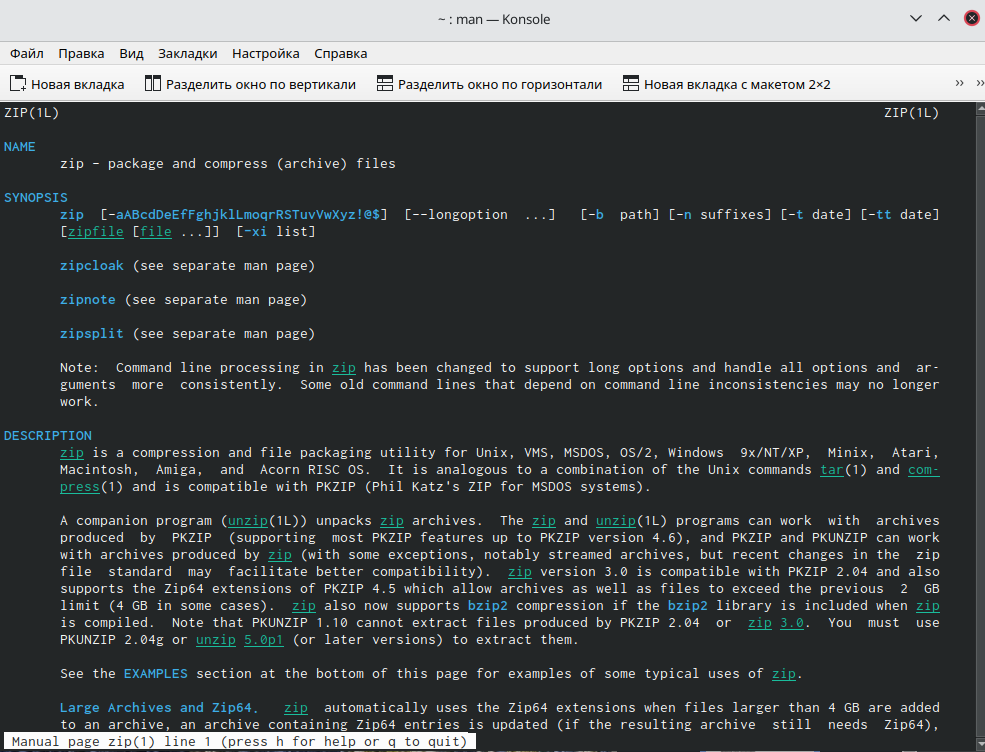 ~ : man — Konsole
Файл Правка Вид Закладки Настройка Справка
Новая вкладка Разделить окно по вертикали Разделить окно по горизонтали Новая вкладка с макетом 2×2 »  »
ZIP(1L) ZIP(1L)
NAME
zip - package and compress (archive) files
SYNOPSIS
zip [-aABcdDeEfFghjklLmoqrRSTuvVwXyz!@$] [--longoption ...] [-b path] [-n suffixes] [-t date] [-tt date]
[zipfile [file ...]] [-xi list]
zipcloak (see separate man page)
zipnote (see separate man page)
zipsplit (see separate man page)
Note: Command line processing in zip has been changed to support long options and handle all options and ar-
guments more consistently. Some old command lines that depend on command line inconsistencies may no longer
work.
DESCRIPTION
zip is a compression and file packaging utility for Unix, VMS, MSDOS, OS/2, Windows 9x/NT/XP, Minix, Atari,
Macintosh, Amiga, and Acorn RISC OS. It is analogous to a combination of the Unix commands tar(1) and com-
press(1) and is compatible with PKZIP (Phil Katz's ZIP for MSDOS systems).
A companion program (unzip(1L)) unpacks zip archives. The zip and unzip(1L) programs can work with archives
produced by PKZIP (supporting most PKZIP features up to PKZIP version 4.6), and PKZIP and PKUNZIP can work
with archives produced by zip (with some exceptions, notably streamed archives, but recent changes in the zip
file standard may facilitate better compatibility). zip version 3.0 is compatible with PKZIP 2.04 and also
supports the Zip64 extensions of PKZIP 4.5 which allow archives as well as files to exceed the previous 2 GB
limit (4 GB in some cases). zip also now supports bzip2 compression if the bzip2 library is included when zip
is compiled. Note that PKUNZIP 1.10 cannot extract files produced by PKZIP 2.04 or zip 3.0. You must use
PKUNZIP 2.04g or unzip 5.0p1 (or later versions) to extract them.
See the EXAMPLES section at the bottom of this page for examples of some typical uses of zip.
Large Archives and Zip64. zip automatically uses the Zip64 extensions when files larger than 4 GB are added
to an archive, an archive containing Zip64 entries is updated (if the resulting archive still needs Zip64),
Manual page zip(1) line 1 (press h for help or q to quit)